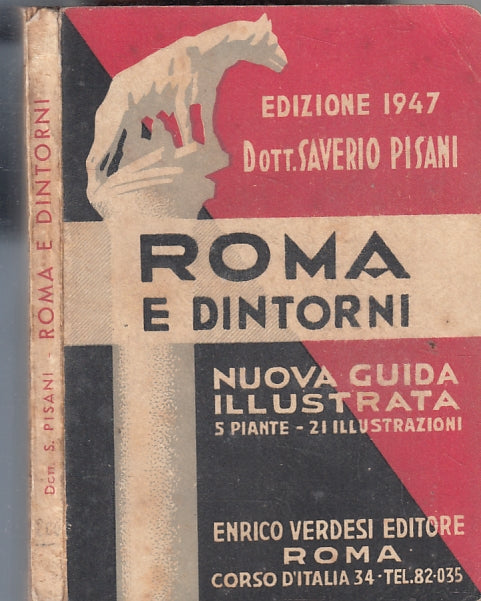 Dott. S. PISANI - ROMA E DINTORNI
EDIZIONE 1947
DOTT. SAVERIO PISANI
ROMA
E DINTORNI
NUOVA GUIDA
ILLUSTRATA
5 PIANTE - 21 ILLUSTRAZIONI
ENRICO VERDESI EDITORE
ROMA
CORSO D'ITALIA 34 - TEL. 82-035